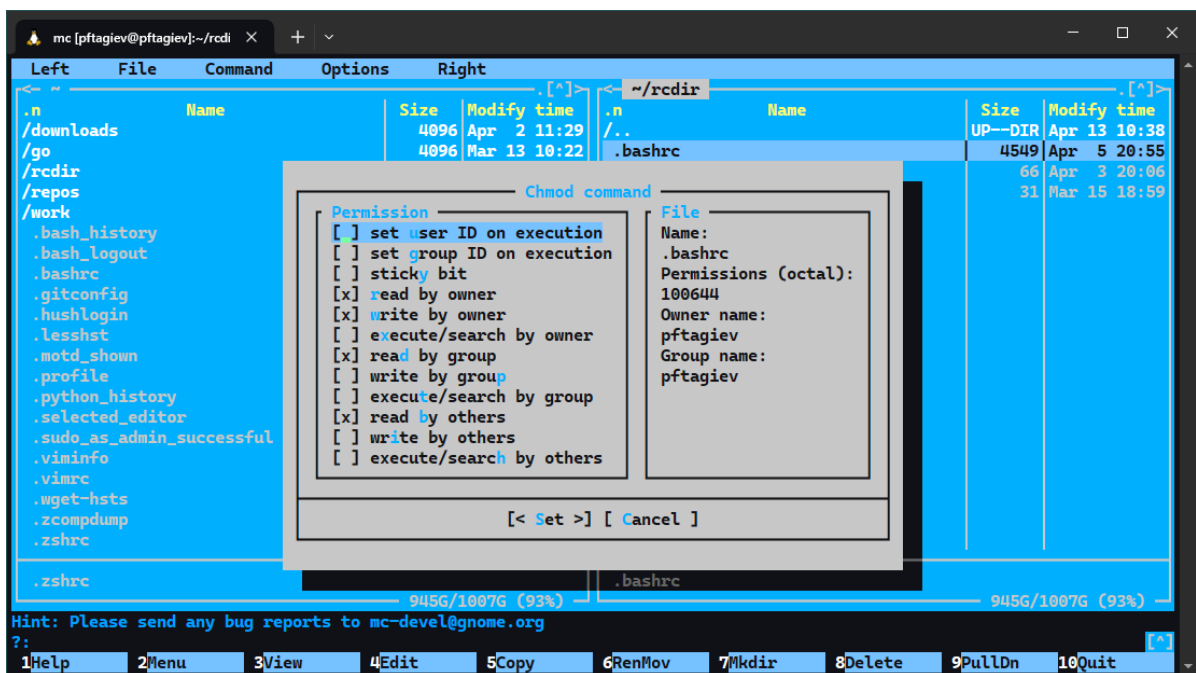 mc [pftagiev@pftagiev]:~/rcdi
Left File Command Options Right
<- ~ .[^]> <- ~/rcdir .[^]>
.n Name Size Modify time .n Name Size Modify time
/downloads 4096 Apr 2 11:29 /.. UP--DIR Apr 13 10:38
/go 4096 Mar 13 10:22 .bashrc 4549 Apr 5 20:55
/rcdir 66 Apr 3 20:06
/repos Chmod command 31 Mar 15 18:59
/work Permission File
.bash_history [ ] set user ID on execution Name:
.bash_logout [ ] set group ID on execution .bashrc
.bashrc [ ] sticky bit Permissions (octal):
.gitconfig [x] read by owner 100644
.hushlogin [x] write by owner Owner name:
.lesshst [ ] execute/search by owner pftagiev
.motd_shown [x] read by group Group name:
.profile [ ] write by group pftagiev
.python_history [ ] execute/search by group
.selected_editor [x] read by others
.sudo_as_admin_successful [ ] write by others
.viminfo [ ] execute/search by others
.vimrc
.wget-hsts
.zcompdump [< Set >] [ Cancel ]
.zshrc
.zshrc .bashrc
945G/1007G (93%) 945G/1007G (93%)
Hint: Please send any bug reports to mc-devel@gnome.org
?: [^]
1Help 2Menu 3View 4Edit 5Copy 6RenMov 7Mkdir 8Delete 9PullDn 10Quit